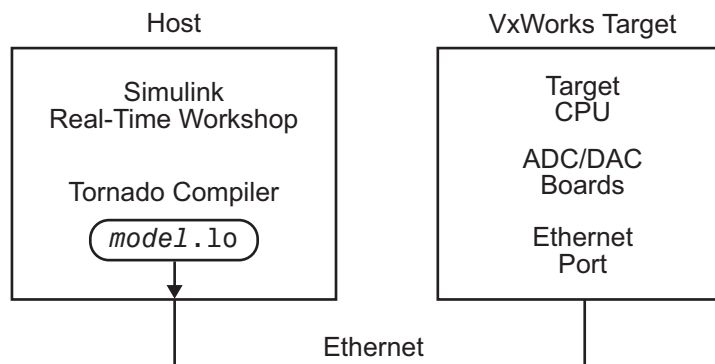 Host
Simulink
Real-Time Workshop
Tornado Compiler
model.lo
VxWorks Target
Target
CPU
ADC/DAC
Boards
Ethernet
Port
Ethernet